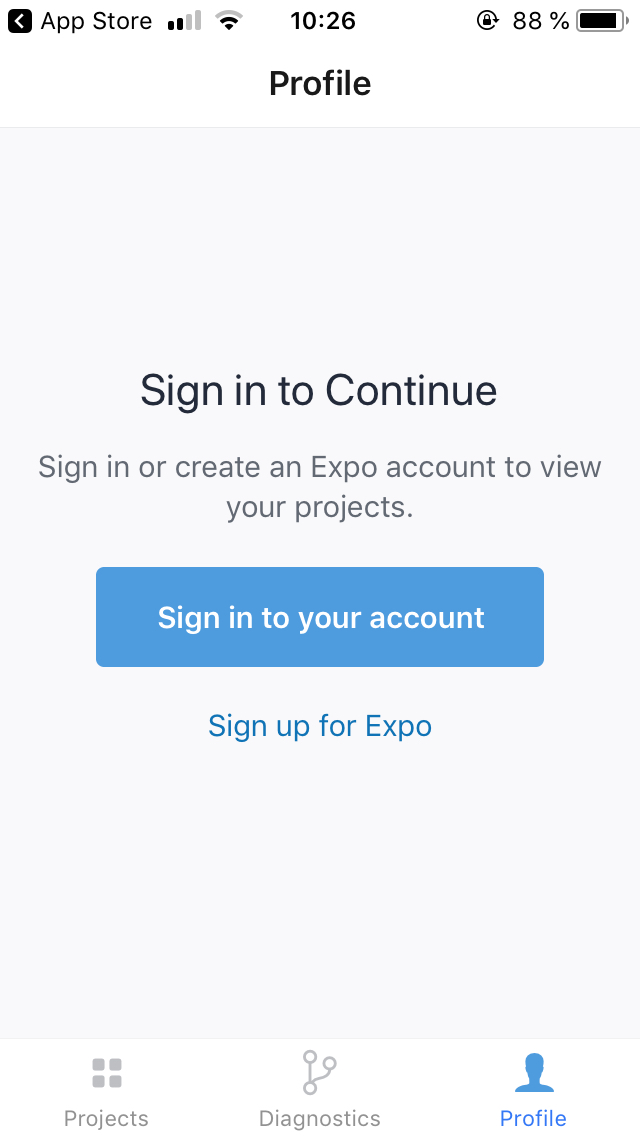 App Store 10:26 88 %
Profile
Sign in to Continue
Sign in or create an Expo account to view
your projects.
Sign in to your account
Sign up for Expo
Projects Diagnostics Profile